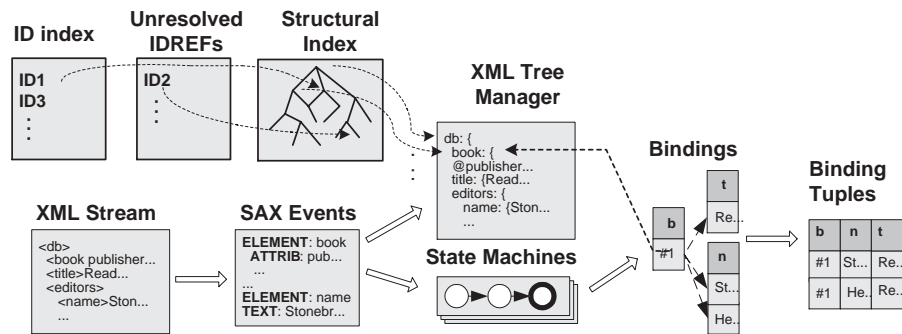 ID index
ID1
ID3
Unresolved
IDREFs
ID2
Structural
Index
XML Tree
Manager
db: {
book: {
@publisher...
title: {Read...
editors: {
name: {Ston...
...
XML Stream
<db>
<book publisher...
<title>Read...
<editors>
<name>Ston...
...
SAX Events
ELEMENT: book
ATTRIB: pub...
...
...
ELEMENT: name
TEXT: Stonebr...
State Machines
Bindings
b
#1
t
Re...
n
St...
He..
Binding
Tuples
b n t
#1 St... Re...
#1 He.. Re...